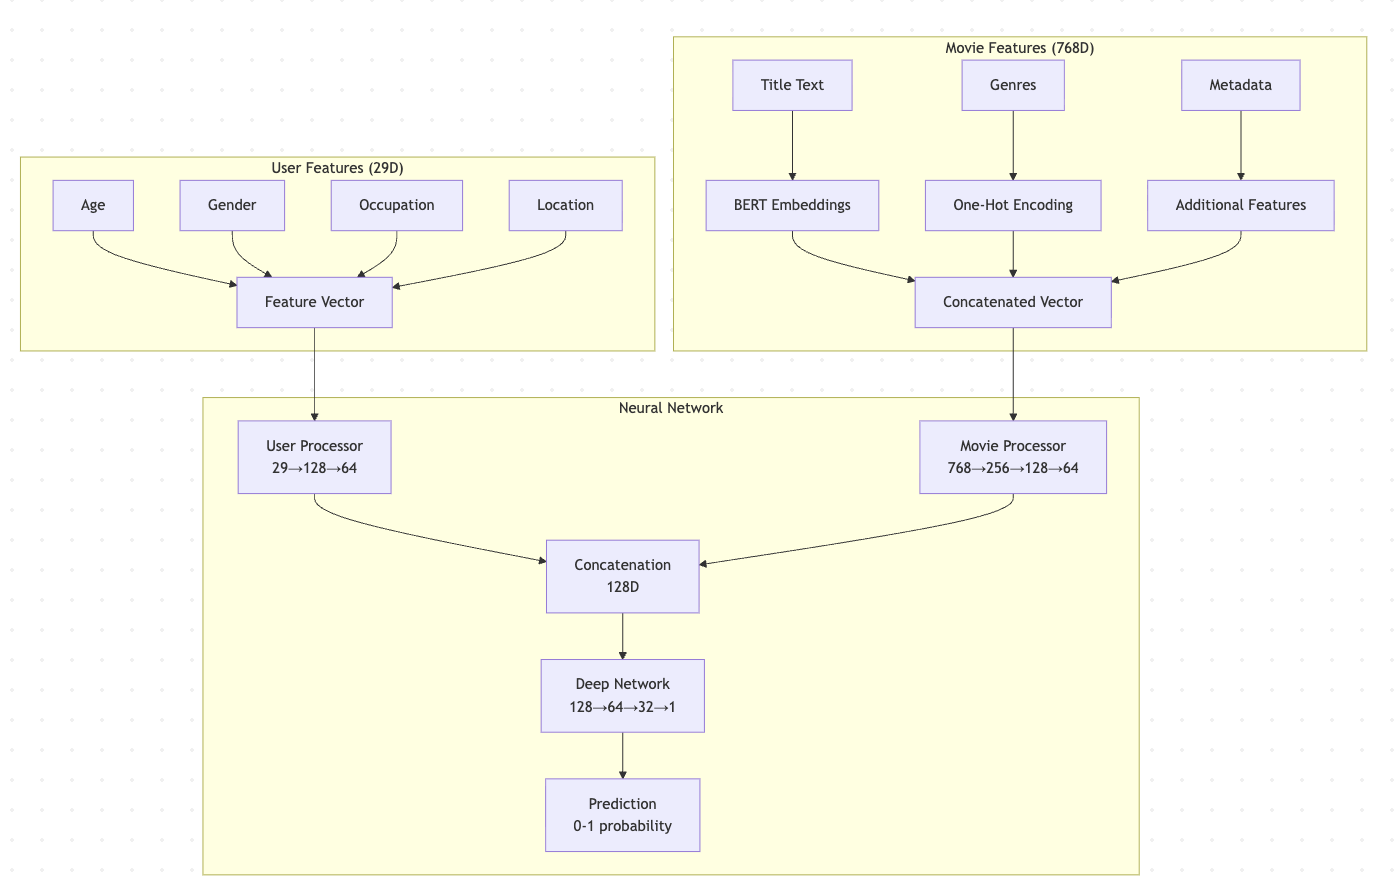 Movie Features (768D)
Title Text
Genres
Metadata
User Features (29D)
Age
Gender
Occupation
Location
BERT Embeddings
One-Hot Encoding
Additional Features
Feature Vector
Concatenated Vector
Neural Network
User Processor
29→128→64
Movie Processor
768→256→128→64
Concatenation
128D
Deep Network
128→64→32→1
Prediction
0-1 probability